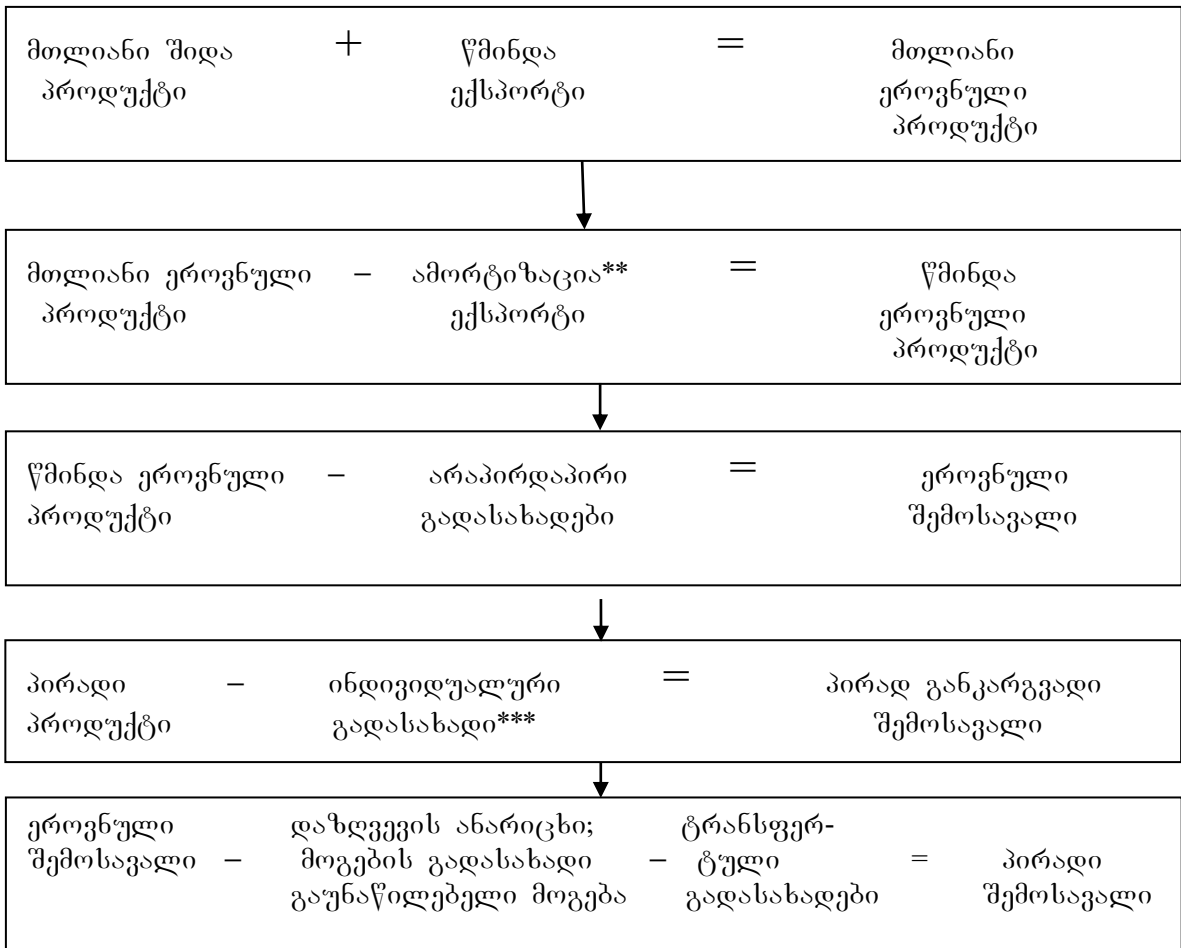 მთლიანი შიდა + წმინდა = მთლიანი
პროდუქტი ექსპორტი ეროვნული
პროდუქტი
მთლიანი ეროვნული – ამორტიზაცია** = წმინდა
პროდუქტი ექსპორტი ეროვნული
პროდუქტი
წმინდა ეროვნული – არაპირდაპირი = ეროვნული
პროდუქტი გადასახადები შემოსავალი
პირადი – ინდივიდუალური = პირად განკარგვადი
პროდუქტი გადასახადი*** შემოსავალი
ეროვნული დაზღვევის ანარიცხი; ტრანსფერ-
შემოსავალი – მოგების გადასახადი – ტული = პირადი
გაუნაწილებელი მოგება გადასახადები შემოსავალი